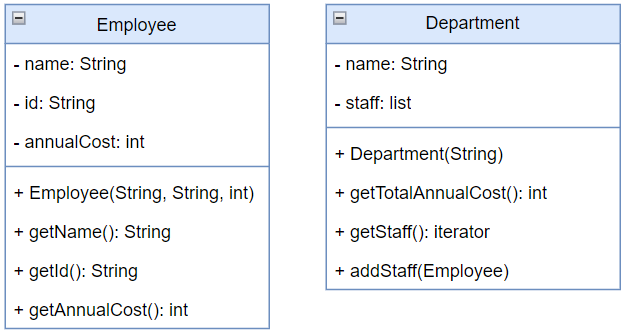 Employee
- name: String
- id: String
- annualCost: int
+ Employee(String, String, int)
+ getName(): String
+ getId(): String
+ getAnnualCost(): int
Department
- name: String
- staff: list
+ Department(String)
+ getTotalAnnualCost(): int
+ getStaff(): iterator
+ addStaff(Employee)